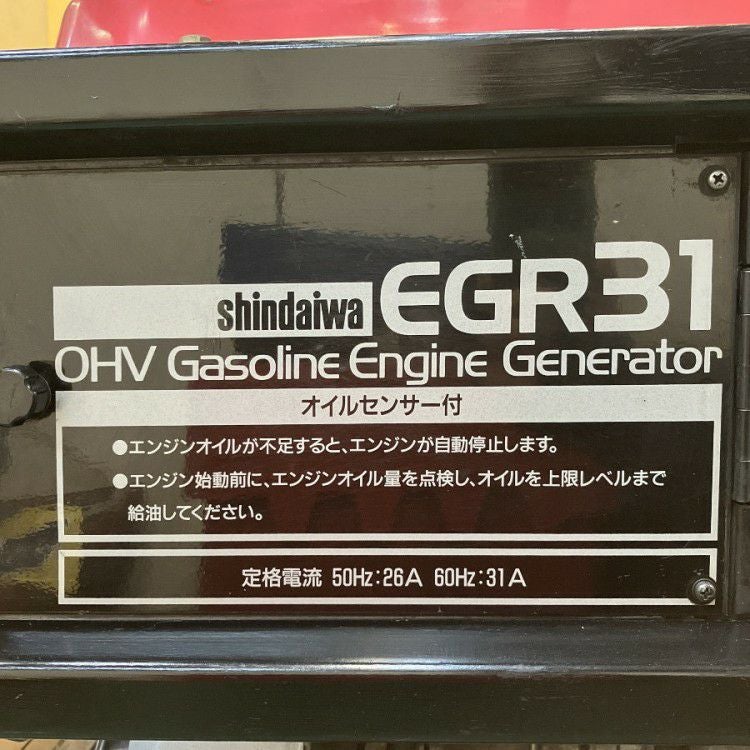 shindaiwa EGR31
OHV Gasoline Engine Generator
オイルセンサー付
●エンジンオイルが不足すると、エンジンが自動停止します。
●エンジン始動前に、エンジンオイル量を点検し、オイルを上限レベルまで
給油してください。
定格電流 50Hz:26A 60Hz:31A